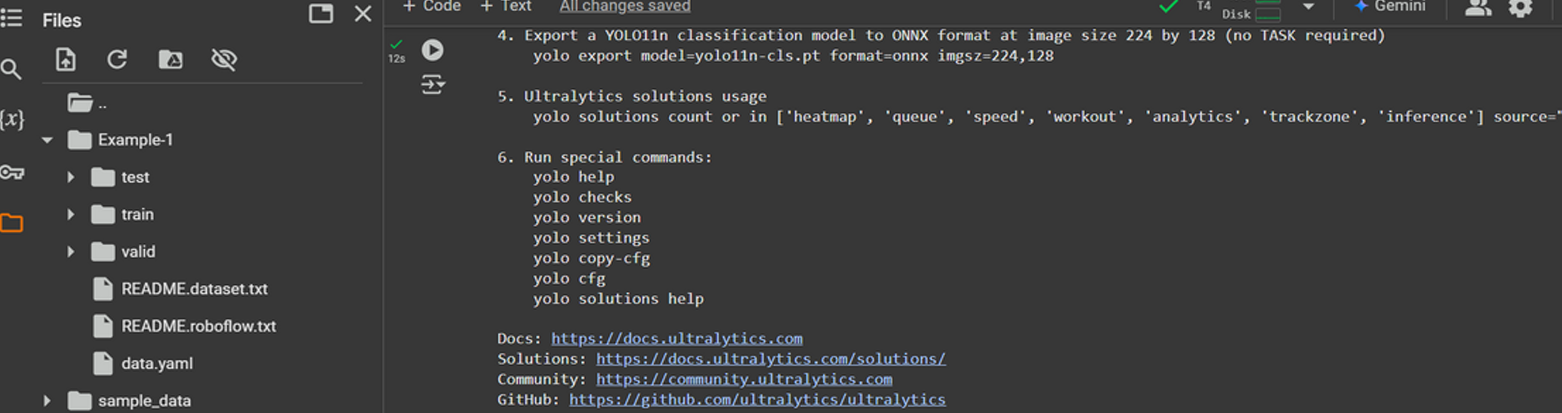 Files
+ Code + Text All changes saved
T4
Disk
Gemini
..
Example-1
test
train
valid
README.dataset.txt
README.roboflow.txt
data.yaml
sample_data
{x}
12s
4. Export a YOLO11n classification model to ONNX format at image size 224 by 128 (no TASK required)
yolo export model=yolo11n-cls.pt format=onnx imgsz=224,128
5. Ultralytics solutions usage
yolo solutions count or in ['heatmap', 'queue', 'speed', 'workout', 'analytics', 'trackzone', 'inference'] source="
6. Run special commands:
yolo help
yolo checks
yolo version
yolo settings
yolo copy-cfg
yolo cfg
yolo solutions help
Docs: https://docs.ultralytics.com
Solutions: https://docs.ultralytics.com/solutions/
Community: https://community.ultralytics.com
GitHub: https://github.com/ultralytics/ultralytics